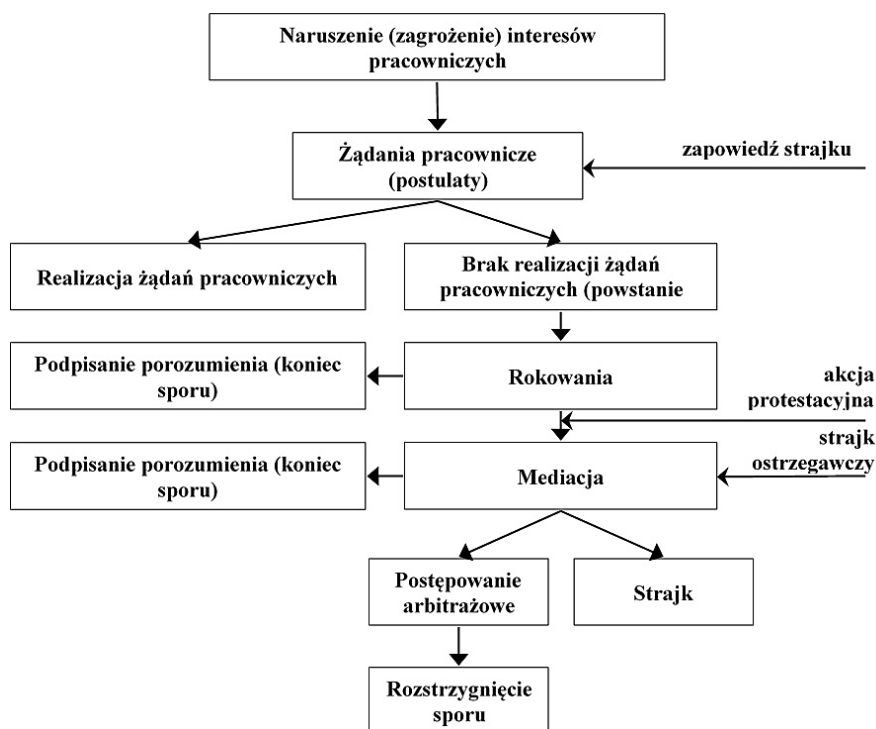 Naruszenie (zagrożenie) interesów
pracowniczych
Żądania pracownicze
(postulaty)
zapowiedź strajku
Realizacja żądań pracowniczych
Brak realizacji żądań
pracowniczych (powstanie
Podpisanie porozumienia (koniec
sporu)
Rokowania
akcja
protestacyjna
strajk
ostrzegawczy
Podpisanie porozumienia (koniec
sporu)
Mediacja
Postępowanie
arbitrażowe
Strajk
Rozstrzygnięcie
sporu